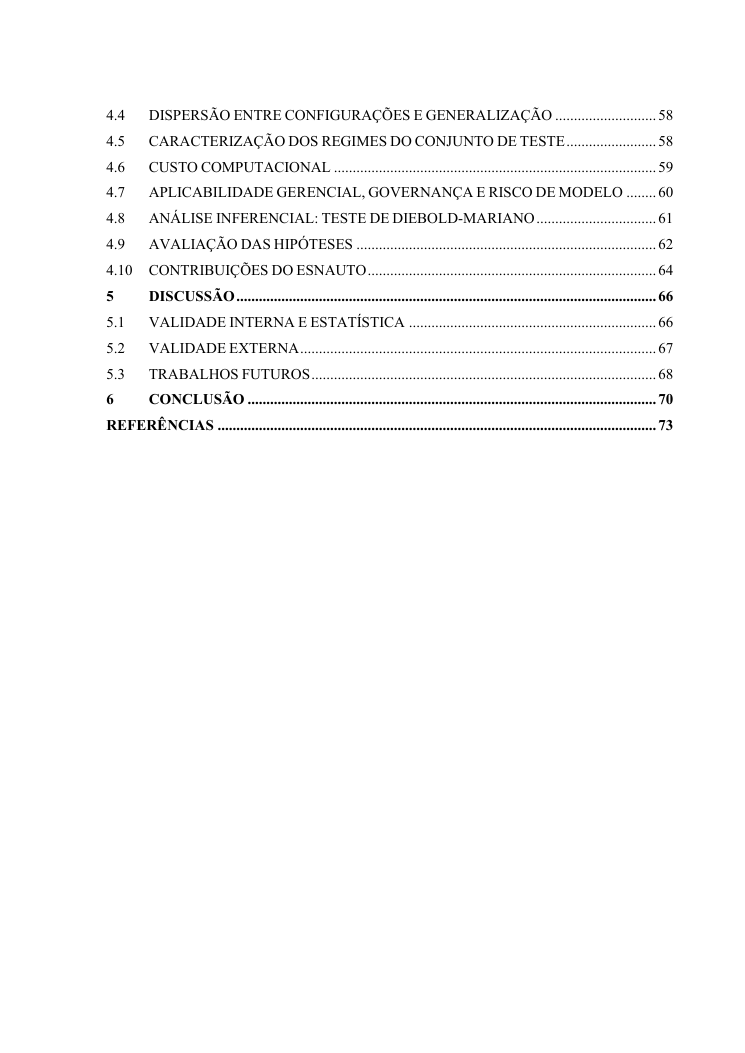 4.4 DISPERSÃO ENTRE CONFIGURAÇÕES E GENERALIZAÇÃO ........................... 58
4.5 CARACTERIZAÇÃO DOS REGIMES DO CONJUNTO DE TESTE ........................ 58
4.6 CUSTO COMPUTACIONAL ....................................................................................... 59
4.7 APLICABILIDADE GERENCIAL, GOVERNANÇA E RISCO DE MODELO ........ 60
4.8 ANÁLISE INFERENCIAL: TESTE DE DIEBOLD-MARIANO ................................ 61
4.9 AVALIAÇÃO DAS HIPÓTESES ................................................................................ 62
4.10 CONTRIBUIÇÕES DO ESNAUTO ............................................................................. 64
5 DISCUSSÃO ................................................................................................................ 66
5.1 VALIDADE INTERNA E ESTATÍSTICA .................................................................. 66
5.2 VALIDADE EXTERNA ............................................................................................... 67
5.3 TRABALHOS FUTUROS ............................................................................................ 68
6 CONCLUSÃO ............................................................................................................. 70
REFERÊNCIAS ..................................................................................................................... 73